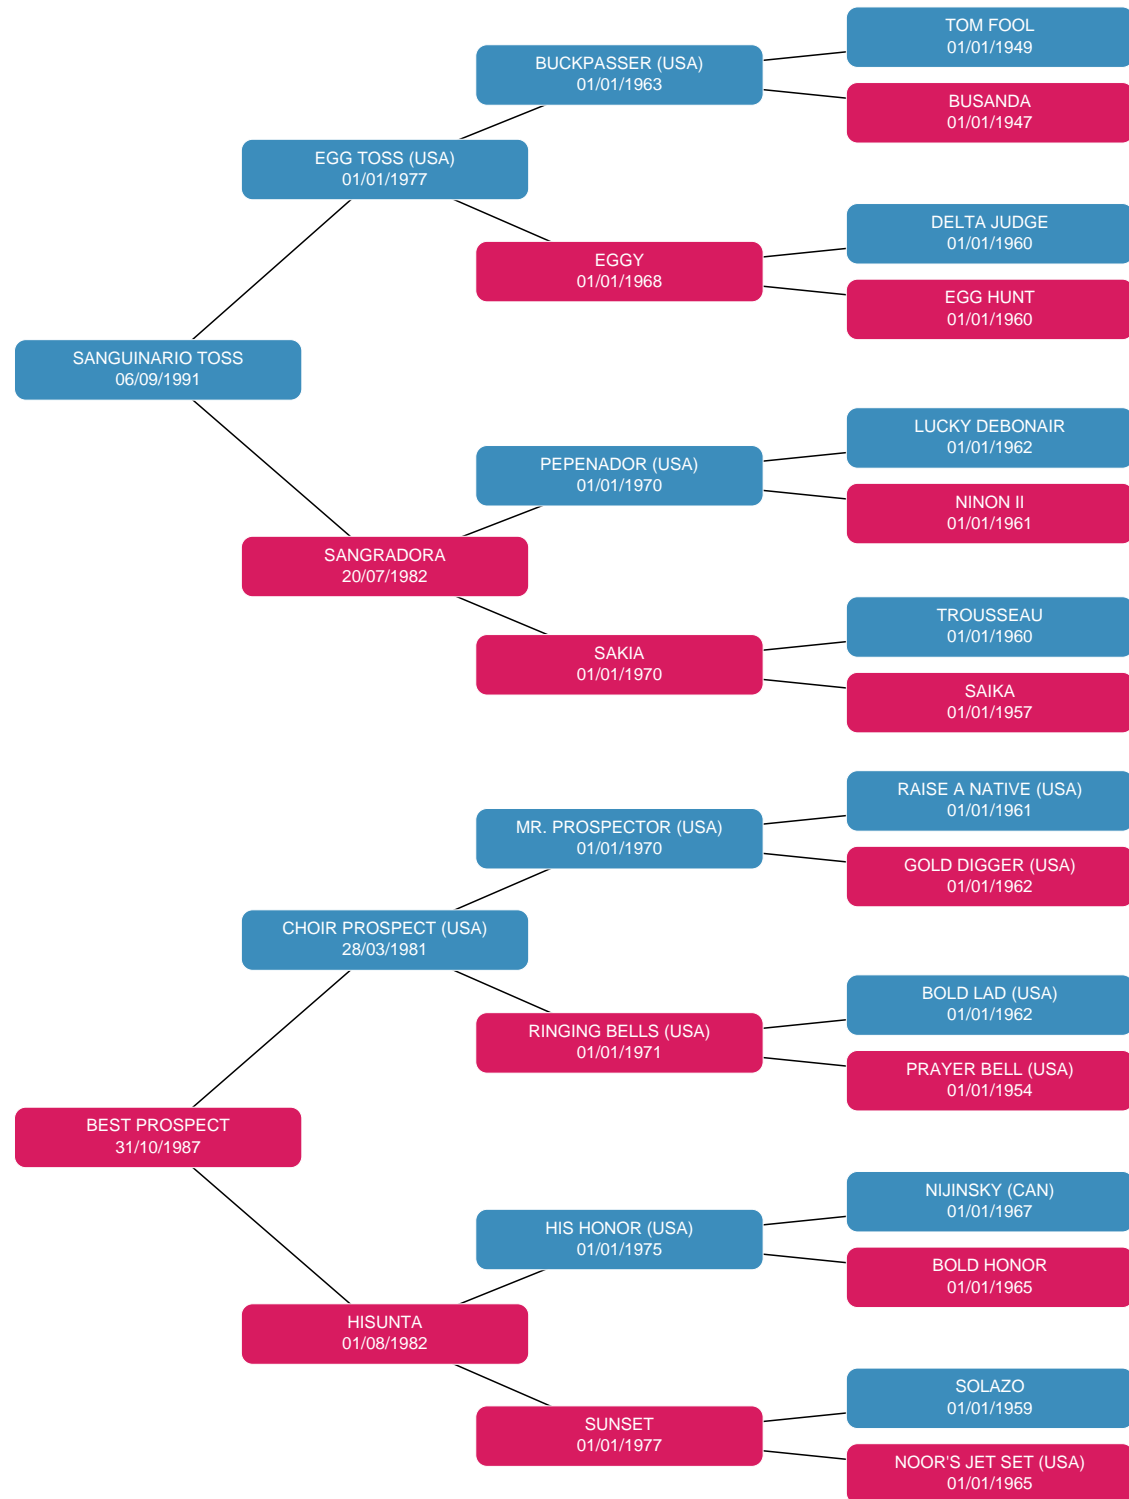 TOM FOOL
01/01/1949
BUCKPASSER (USA)
01/01/1963
BUSANDA
01/01/1947
EGG TOSS (USA)
01/01/1977
DELTA JUDGE
01/01/1960
EGGY
01/01/1968
EGG HUNT
01/01/1960
SANGUINARIO TOSS
06/09/1991
LUCKY DEBONAIR
01/01/1962
PEPENADOR (USA)
01/01/1970
NINON II
01/01/1961
SANGRADORA
20/07/1982
TROUSSEAU
01/01/1960
SAKIA
01/01/1970
SAIKA
01/01/1957
RAISE A NATIVE (USA)
01/01/1961
MR. PROSPECTOR (USA)
01/01/1970
GOLD DIGGER (USA)
01/01/1962
CHOIR PROSPECT (USA)
28/03/1981
BOLD LAD (USA)
01/01/1962
RINGING BELLS (USA)
01/01/1971
PRAYER BELL (USA)
01/01/1954
BEST PROSPECT
31/10/1987
NIJINSKY (CAN)
01/01/1967
HIS HONOR (USA)
01/01/1975
BOLD HONOR
01/01/1965
HISUNTA
01/08/1982
SOLAZO
01/01/1959
SUNSET
01/01/1977
NOOR'S JET SET (USA)
01/01/1965